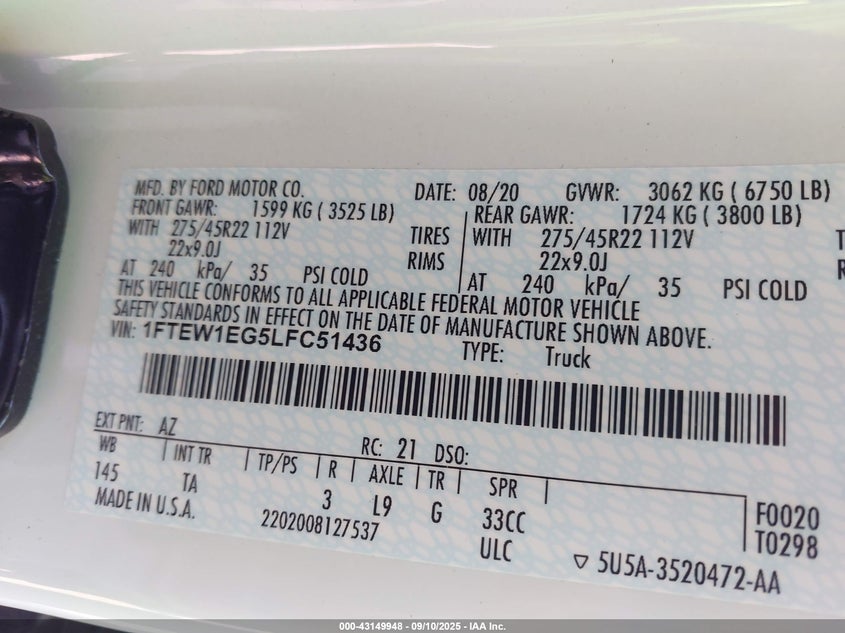 MFD. BY FORD MOTOR CO. DATE: 08/20 GVWR: 3062 KG ( 6750 LB)
FRONT GAWR: 1599 KG ( 3525 LB) REAR GAWR: 1724 KG ( 3800 LB)
WITH 275/45R22 112V TIRES WITH 275/45R22 112V
22x9.0J RIMS 22x9.0J
AT 240 kPa/ 35 PSI COLD AT 240 kPa/ 35 PSI COLD
THIS VEHICLE CONFORMS TO ALL APPLICABLE FEDERAL MOTOR VEHICLE
SAFETY STANDARDS IN EFFECT ON THE DATE OF MANUFACTURE SHOWN ABOVE.
VIN: 1FTEW1EG5LFC51436 TYPE: Truck
EXT PNT: AZ RC: 21 DSO:
WB INT TR TP/PS R AXLE TR SPR
145 TA 3 L9 G 33CC F0020
MADE IN U.S.A. 2202008127537 ULC T0298
5U5A-3520472-AA
000-43149948 - 09/10/2025 - IAA Inc.